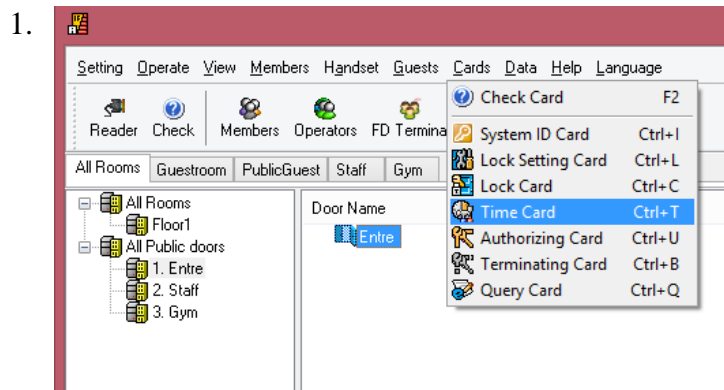 1.
Setting Operate View Members Handset Guests Cards Data Help Language
Reader Check Members Operators FD Termina
All Rooms Guestroom PublicGuest Staff Gym
Check Card F2
System ID Card Ctrl+I
Lock Setting Card Ctrl+L
Lock Card Ctrl+C
Time Card Ctrl+T
Authorizing Card Ctrl+U
Terminating Card Ctrl+B
Query Card Ctrl+Q
All Rooms
Floor1
All Public doors
1. Entre
2. Staff
3. Gym
Door Name
Entre